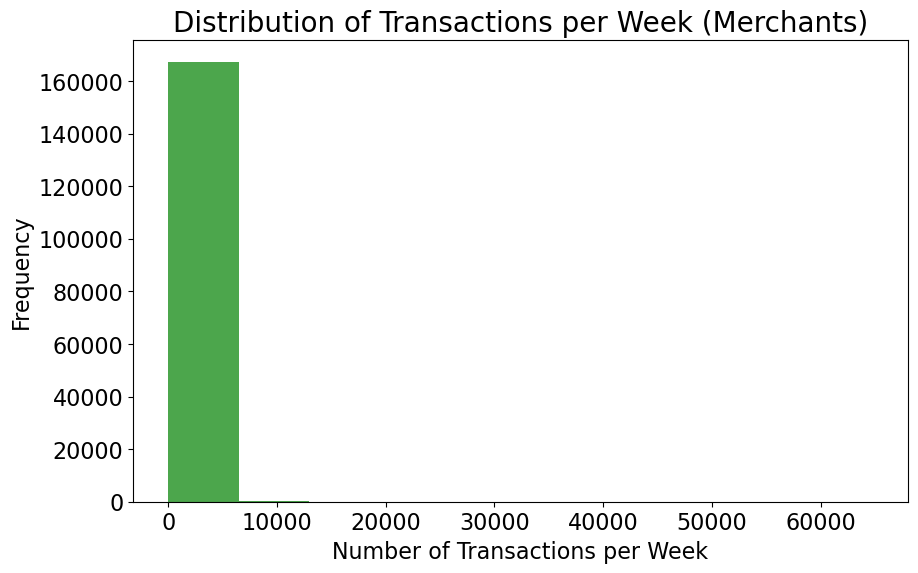 Distribution of Transactions per Week (Merchants)
160000
140000
120000
100000
80000
60000
40000
20000
0
Frequency
0 10000 20000 30000 40000 50000 60000
Number of Transactions per Week